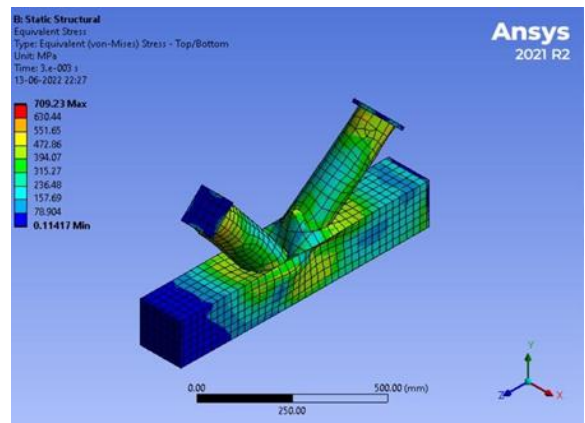 B: Static Structural
Equivalent Stress
Type: Equivalent (von-Mises) Stress - Top/Bottom
Unit: MPa
Time: 3.e-003 s
13-06-2022 22:27
709.23 Max
630.44
551.65
472.86
394.07
315.27
236.48
157.69
78.904
0.11417 Min
Ansys
2021 R2
0.00
500.00 (mm)
250.00
Y
Z
X